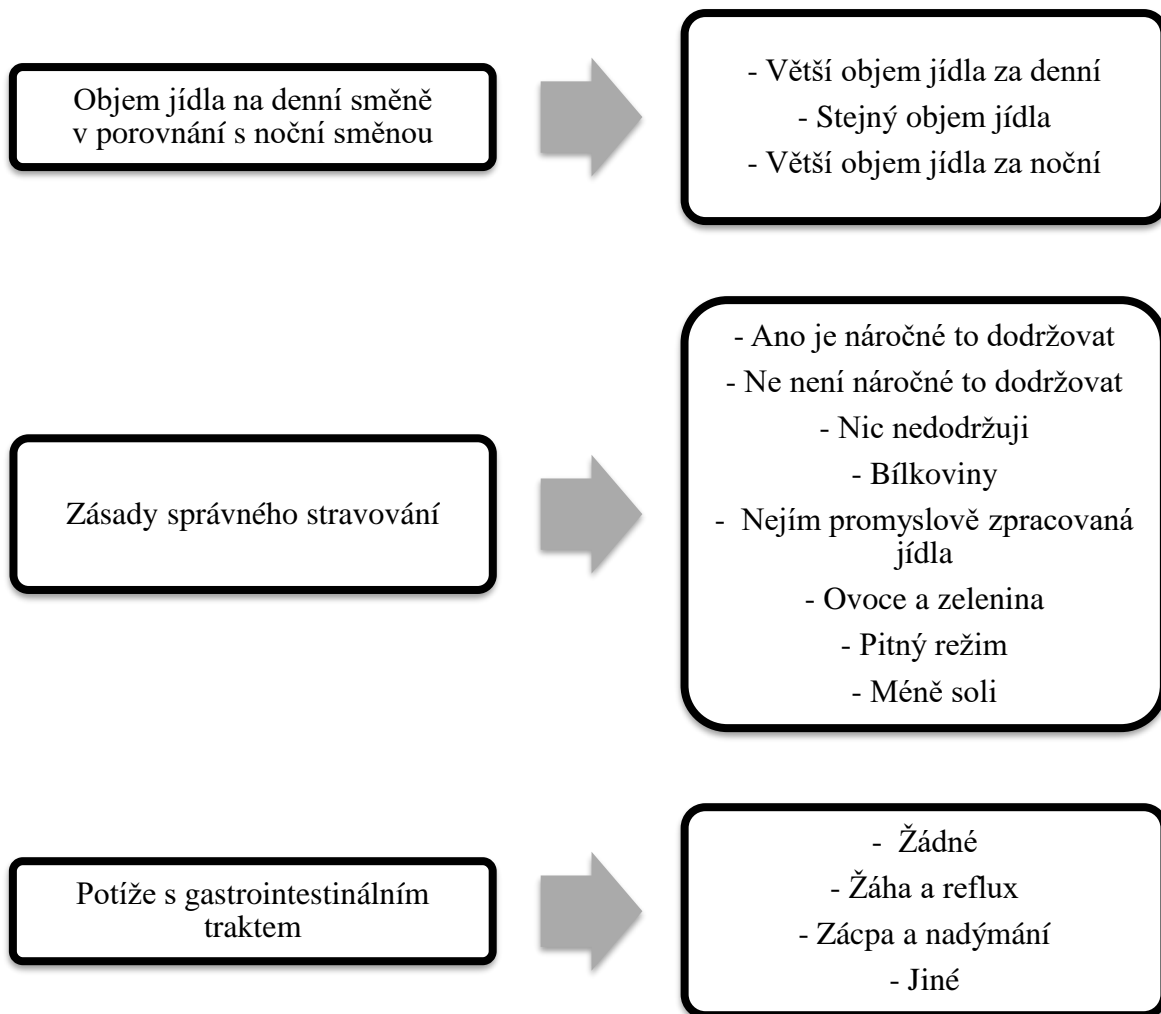 Objem jídla na denní směně
v porovnání s noční směnou
- Větší objem jídla za denní
- Stejný objem jídla
- Větší objem jídla za noční
Zásady správného stravování
- Ano je náročné to dodržovat
- Ne není náročné to dodržovat
- Nic nedodržuji
- Bílkoviny
- Nejím promyslově zpracovaná
jídla
- Ovoce a zelenina
- Pitný režim
- Méně soli
Potíže s gastrointestinálním
traktem
- Žádné
- Žáha a reflux
- Zácpa a nadýmání
- Jiné